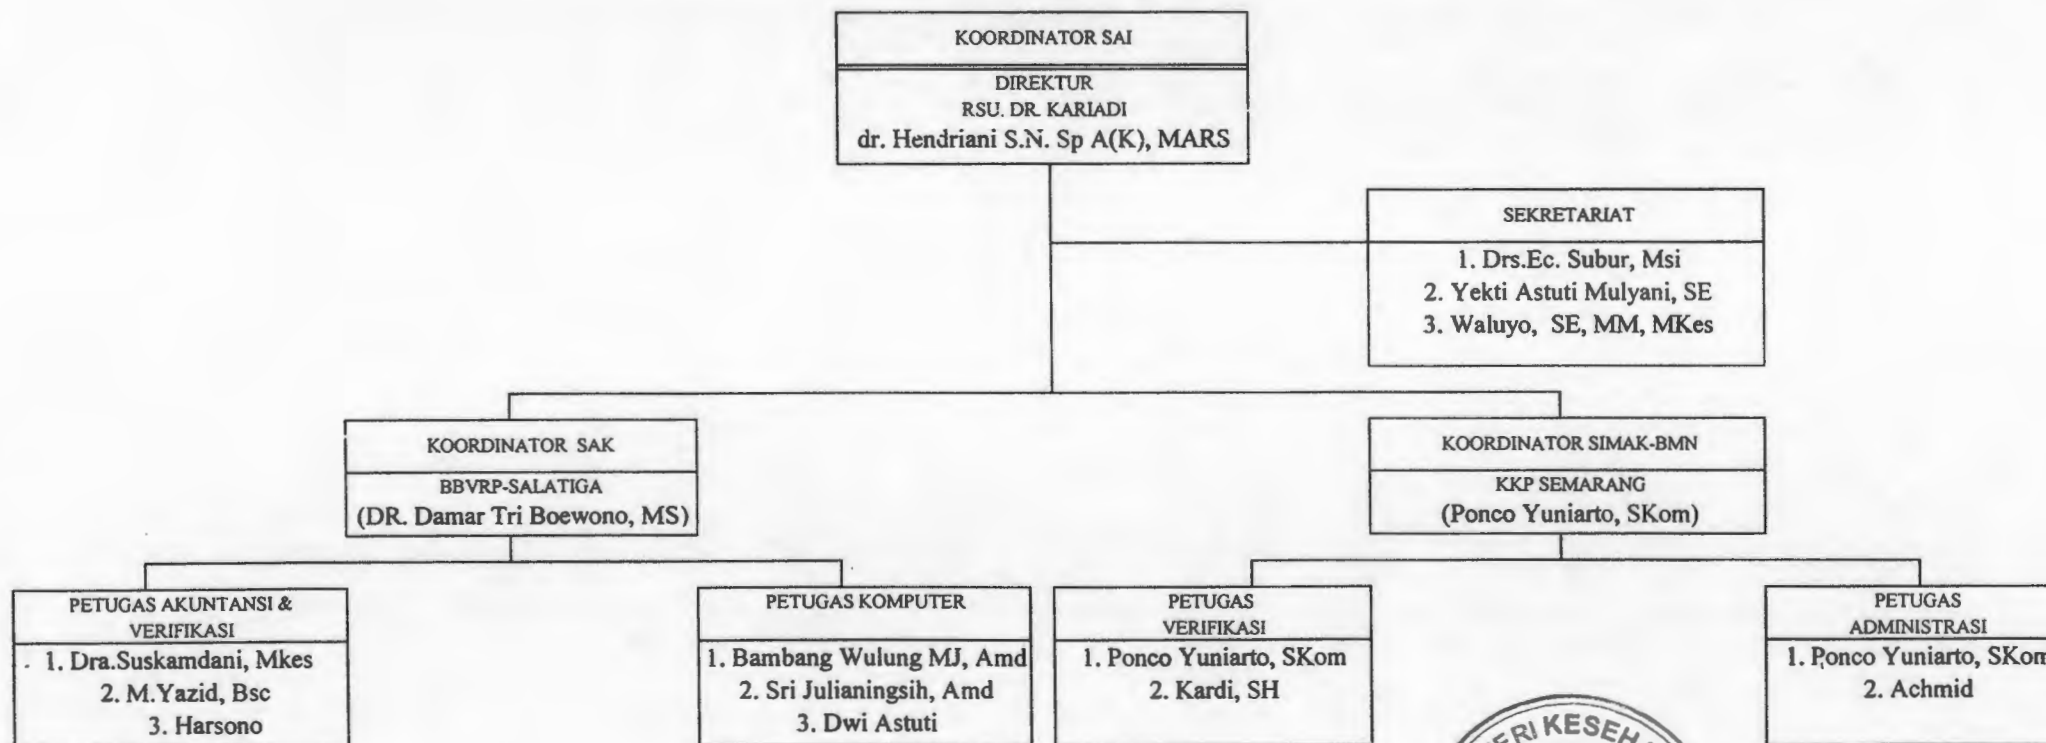 KOORDINATOR SAI
DIREKTUR
RSU. DR. KARIADI
dr. Hendriani S.N. Sp A(K), MARS
SEKRETARIAT
1. Drs.Ec. Subur, Msi
2. Yekti Astuti Mulyani, SE
3. Waluyo, SE, MM, MKes
KOORDINATOR SAK
BBVRP-SALATIGA
(DR. Damar Tri Boewono, MS)
KOORDINATOR SIMAK-BMN
KKP SEMARANG
(Ponco Yuniarto, SKom)
PETUGAS AKUNTANSI &
VERIFIKASI
1. Dra.Suskamdani, Mkes
2. M.Yazid, Bsc
3. Harsono
PETUGAS KOMPUTER
1. Bambang Wulung MJ, Amd
2. Sri Julianingsih, Amd
3. Dwi Astuti
PETUGAS
VERIFIKASI
1. Ponco Yuniarto, SKom
2. Kardi, SH
PETUGAS
ADMINISTRASI
1. Ponco Yuniarto, SKom
2. Achmid
ERI KESEH